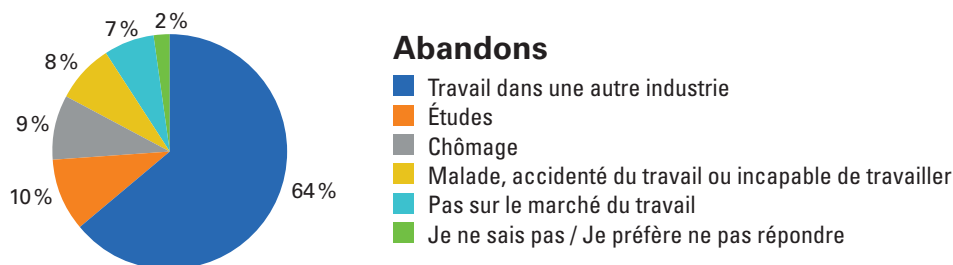 2 %
7 %
8 %
9 %
10 %
64 %
Abandons
Travail dans une autre industrie
Études
Chômage
Malade, accidenté du travail ou incapable de travailler
Pas sur le marché du travail
Je ne sais pas / Je préfère ne pas répondre